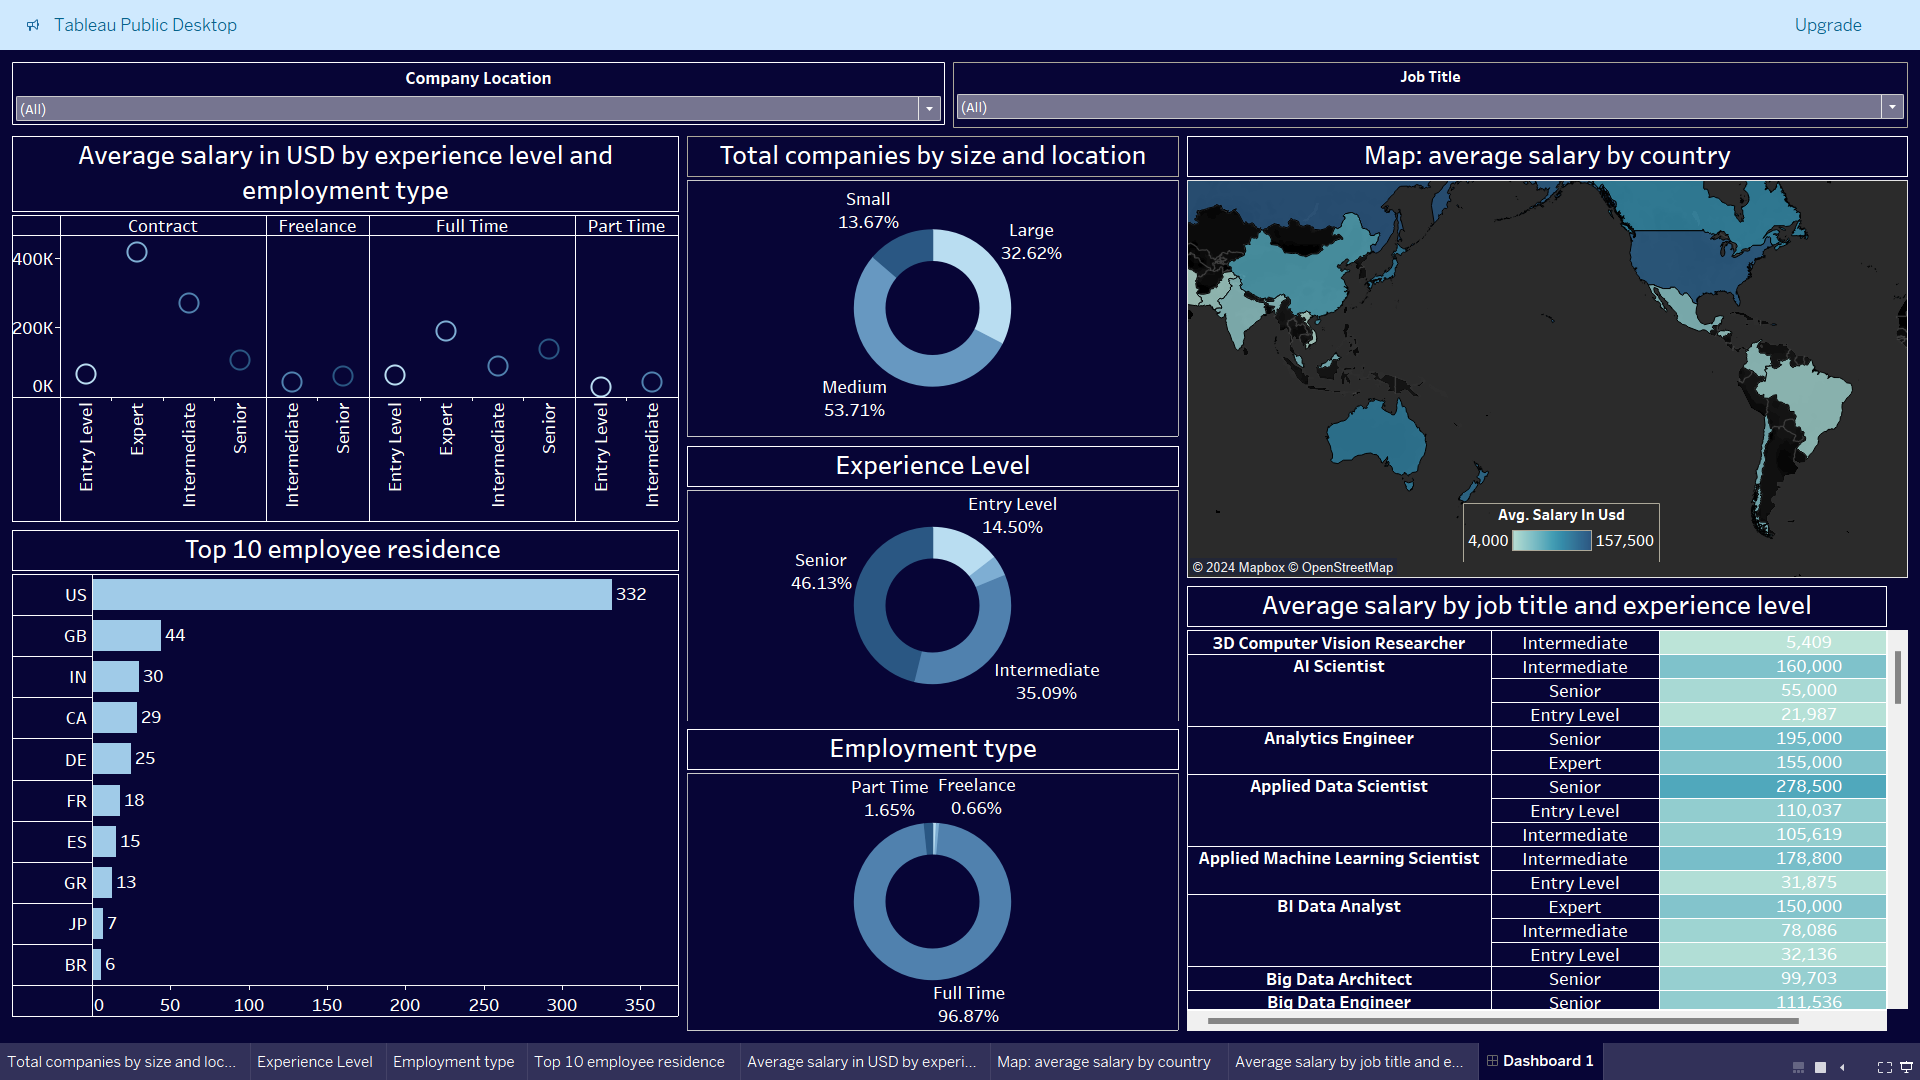 Tableau Public Desktop
Upgrade
Company Location
(All)
Job Title
(All)
Average salary in USD by experience level and
employment type
Contract
Freelance
Full Time
Part Time
400K
200K
0K
Entry Level
Expert
Intermediate
Senior
Intermediate
Senior
Entry Level
Expert
Intermediate
Senior
Entry Level
Intermediate
Top 10 employee residence
US 332
GB 44
IN 30
CA 29
DE 25
FR 18
ES 15
GR 13
JP 7
BR 6
0 50 100 150 200 250 300 350
Total companies by size and location
Small
13.67%
Large
32.62%
Medium
53.71%
Experience Level
Entry Level
14.50%
Senior
46.13%
Intermediate
35.09%
Employment type
Part Time
1.65%
Freelance
0.66%
Full Time
96.87%
Map: average salary by country
Avg. Salary In Usd
4,000 157,500
© 2024 Mapbox © OpenStreetMap
Average salary by job title and experience level
3D Computer Vision Researcher Intermediate 5,409
AI Scientist Intermediate 160,000
Senior 55,000
Entry Level 21,987
Analytics Engineer Senior 195,000
Expert 155,000
Applied Data Scientist Senior 278,500
Entry Level 110,037
Intermediate 105,619
Applied Machine Learning Scientist Intermediate 178,800
Entry Level 31,875
BI Data Analyst Expert 150,000
Intermediate 78,086
Entry Level 32,136
Big Data Architect Senior 99,703
Big Data Engineer Senior 111,536
Total companies by size and loc...
Experience Level
Employment type
Top 10 employee residence
Average salary in USD by experi...
Map: average salary by country
Average salary by job title and e...
Dashboard 1